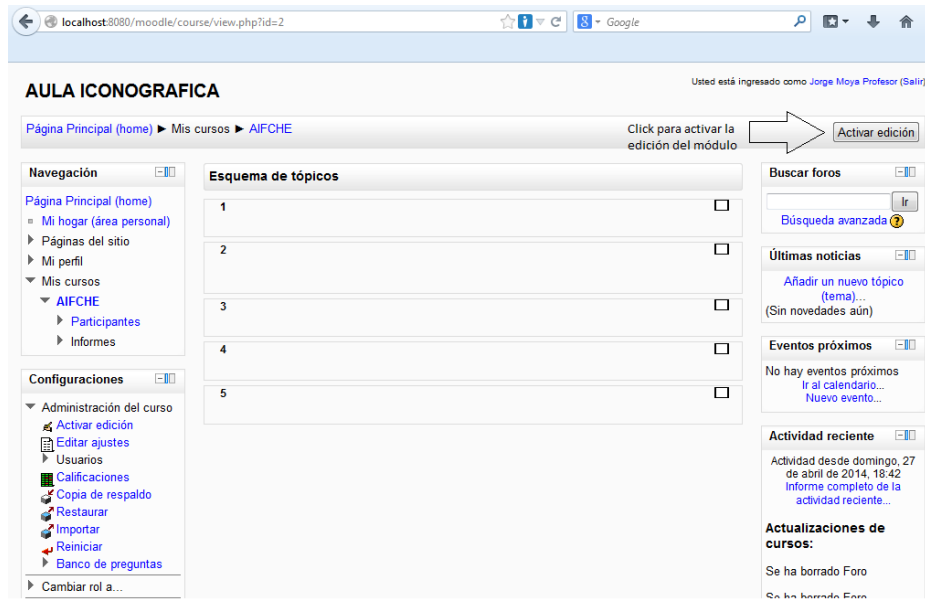 localhost:8080/moodle/course/view.php?id=2
Google
AULA ICONOGRAFICA
Usted está ingresado como Jorge Moya Profesor (Salir)
Página Principal (home) ► Mis cursos ► AIFCHE
Click para activar la
edición del módulo
Activar edición
Navegación
Página Principal (home)
Mi hogar (área personal)
Páginas del sitio
Mi perfil
Mis cursos
AIFCHE
Participantes
Informes
Configuraciones
Administración del curso
Activar edición
Editar ajustes
Usuarios
Calificaciones
Copia de respaldo
Restaurar
Importar
Reiniciar
Banco de preguntas
Cambiar rol a...
Esquema de tópicos
1
2
3
4
5
Buscar foros
Ir
Búsqueda avanzada
Últimas noticias
Añadir un nuevo tópico
(tema)...
(Sin novedades aún)
Eventos próximos
No hay eventos próximos
Ir al calendario...
Nuevo evento...
Actividad reciente
Actividad desde domingo, 27
de abril de 2014, 18:42
Informe completo de la
actividad reciente...
Actualizaciones de
cursos:
Se ha borrado Foro
Se ha borrado Foro